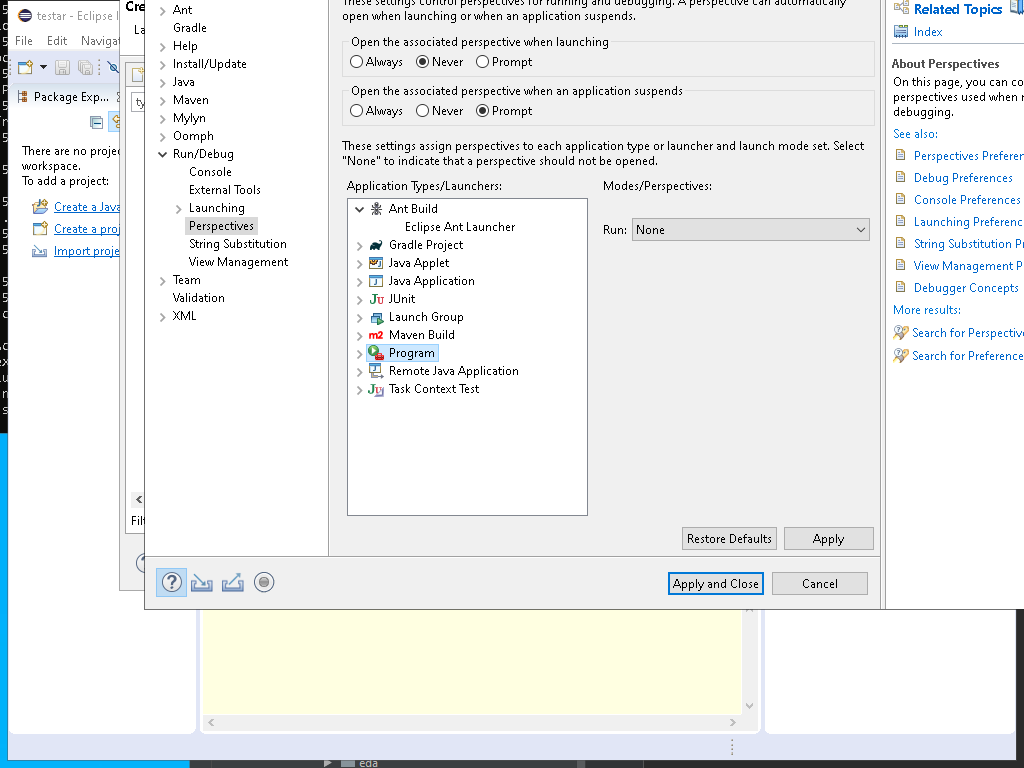 testar - Eclipse I
File Edit Naviga
Package Exp...
There are no proje
workspace.
To add a project:
Create a Java
Create a proj
Import proje
Cre
La
ty
Filt
Ant
Gradle
Help
Install/Update
Java
Maven
Mylyn
Oomph
Run/Debug
Console
External Tools
Launching
Perspectives
String Substitution
View Management
Team
Validation
XML
These settings control perspectives for running and debugging. A perspective can automatically
open when launching or when an application suspends.
Open the associated perspective when launching
Always Never Prompt
Open the associated perspective when an application suspends
Always Never Prompt
These settings assign perspectives to each application type or launcher and launch mode set. Select
"None" to indicate that a perspective should not be opened.
Application Types/Launchers:
Modes/Perspectives:
Ant Build
Eclipse Ant Launcher
Gradle Project
Java Applet
Java Application
JUnit
Launch Group
Maven Build
Program
Remote Java Application
Task Context Test
Run: None
Restore Defaults Apply
Apply and Close Cancel
Related Topics
Index
About Perspectives
On this page, you can co
perspectives used when r
debugging.
See also:
Perspectives Preferen
Debug Preferences
Console Preferences
Launching Preferenc
String Substitution Pr
View Management P
Debugger Concepts
More results:
Search for Perspective
Search for Preference
eda